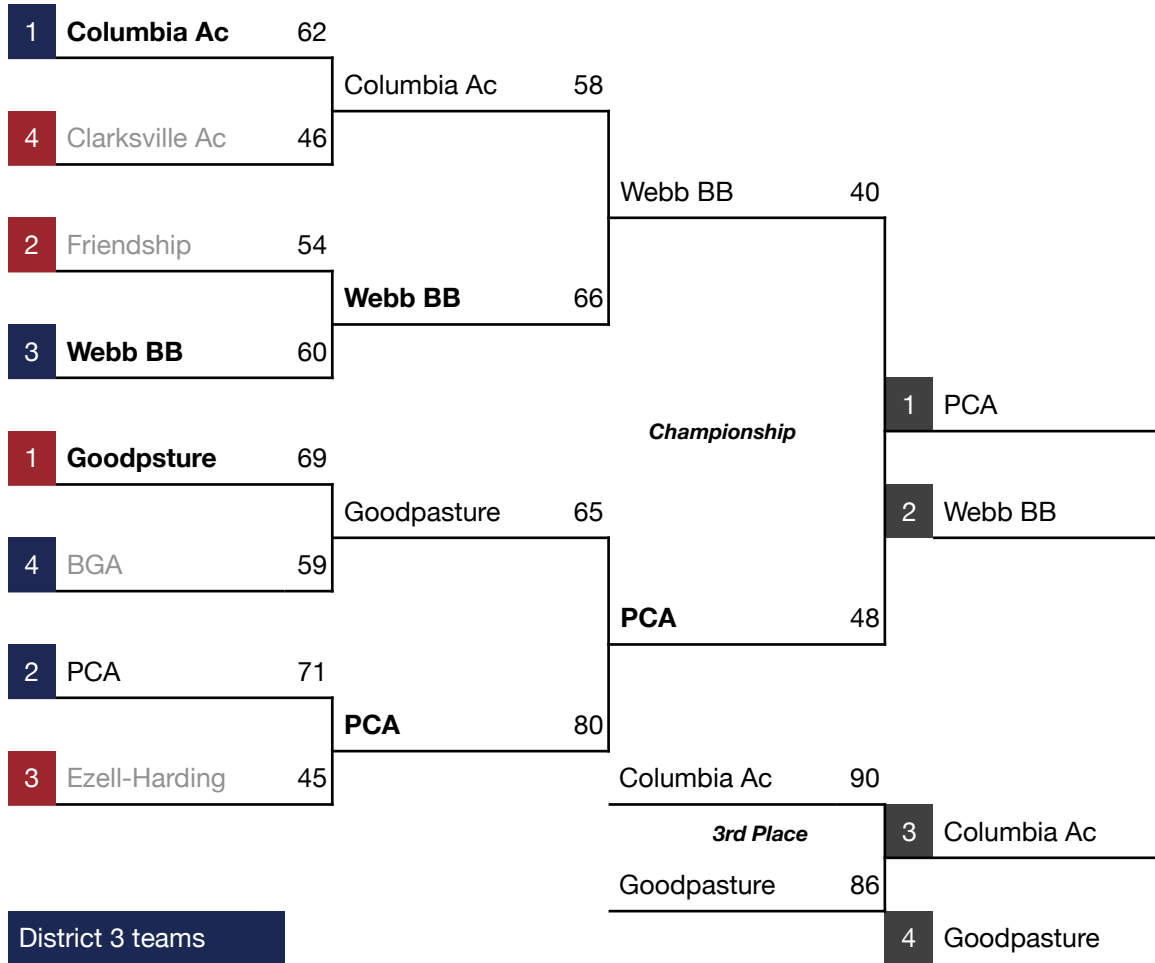 1 Columbia Ac 62
Columbia Ac 58
4 Clarksville Ac 46
Webb BB 40
2 Friendship 54
Webb BB 66
3 Webb BB 60
1 PCA
Championship
1 Goodpsture 69
Goodpasture 65
2 Webb BB
4 BGA 59
PCA 48
2 PCA 71
PCA 80
3 Ezell-Harding 45
Columbia Ac 90
3rd Place
3 Columbia Ac
Goodpasture 86
District 3 teams
4 Goodpasture